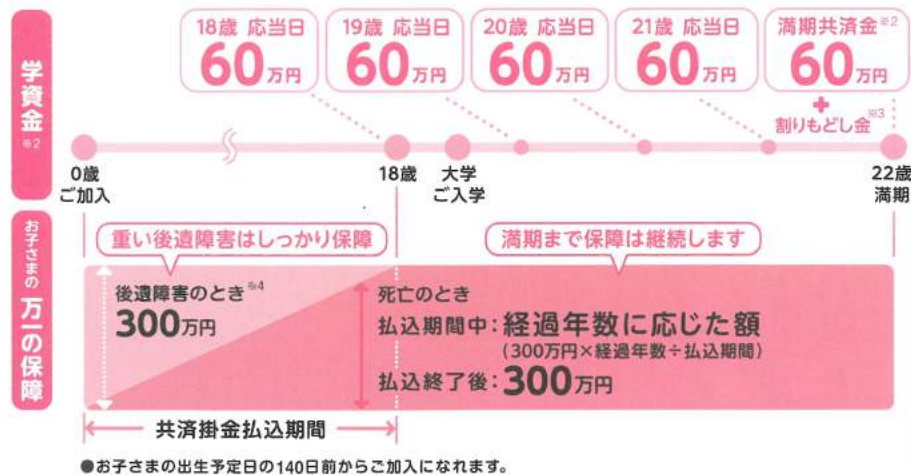 学資金※2
18歳 応当日
60万円
19歳 応当日
60万円
20歳 応当日
60万円
21歳 応当日
60万円
満期共済金※2
60万円
+
割りもどし金※3
0歳
ご加入
18歳
大学
ご入学
22歳
満期
お子さまの万一の保障
重い後遺障害はしっかり保障
満期まで保障は継続します
後遺障害のとき※4
300万円
死亡のとき
払込期間中:経過年数に応じた額
(300万円×経過年数÷払込期間)
払込終了後:300万円
共済掛金払込期間
●お子さまの出生予定日の140日前からご加入になれます。